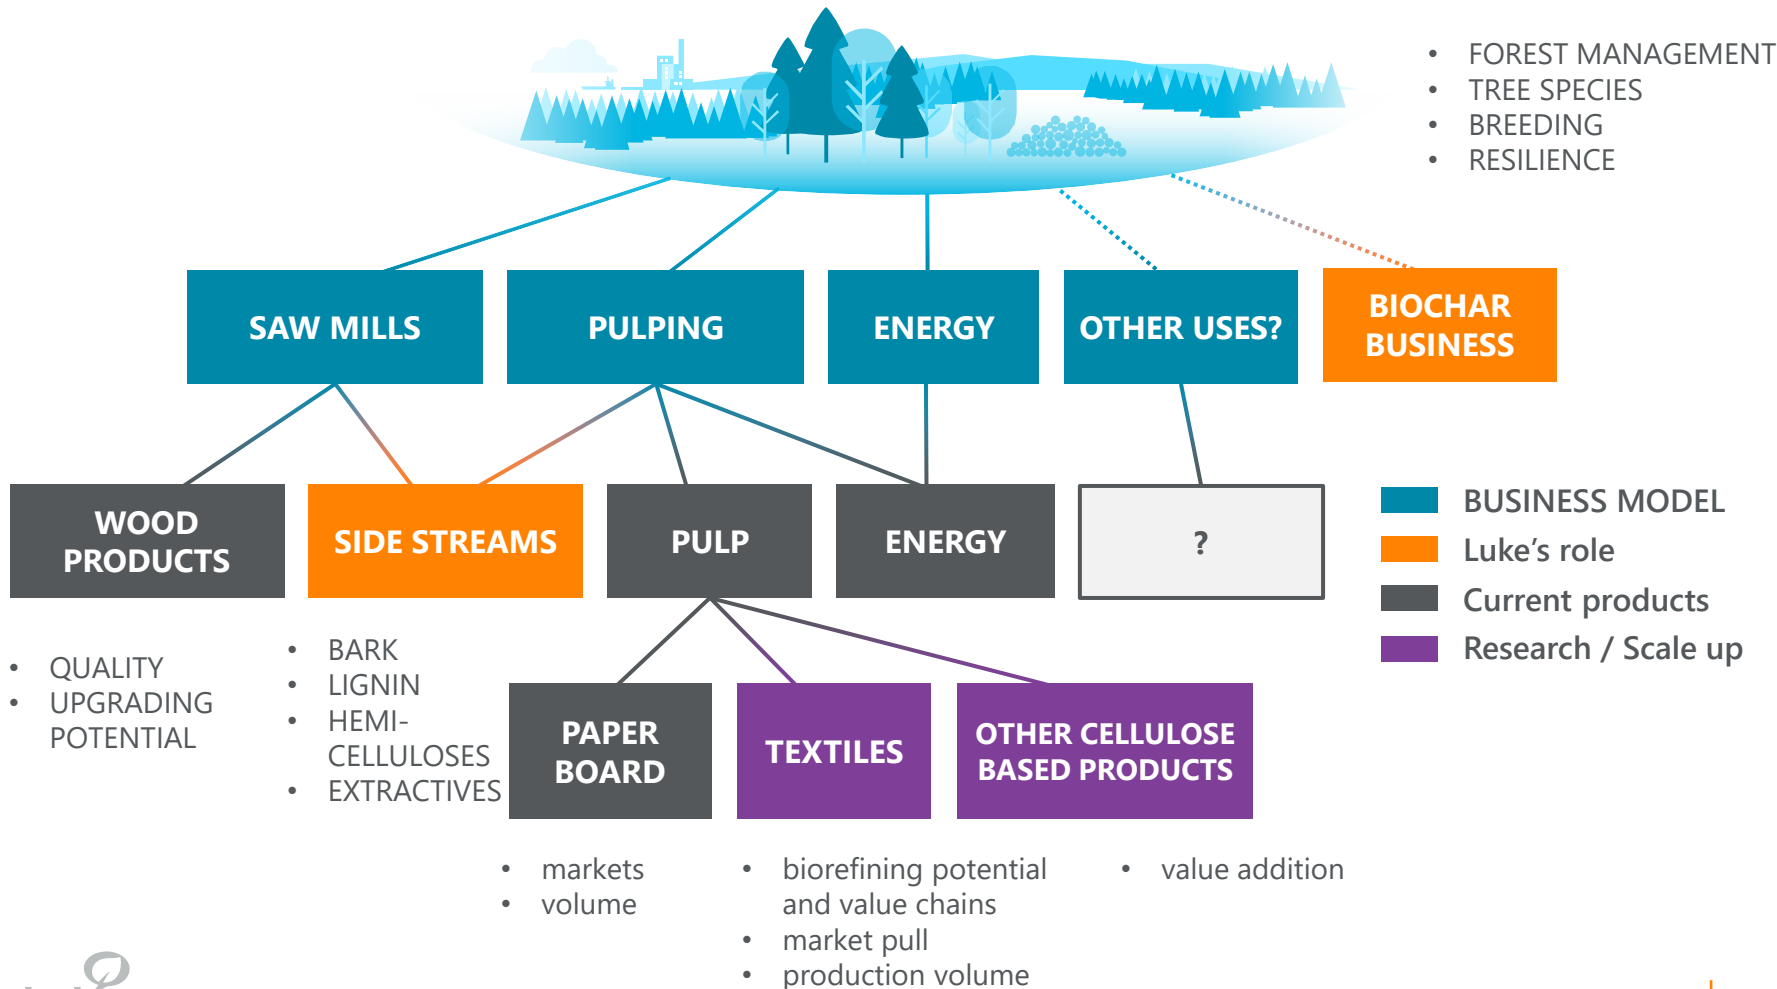 • FOREST MANAGEMENT
• TREE SPECIES
• BREEDING
• RESILIENCE
SAW MILLS
PULPING
ENERGY
OTHER USES?
BIOCHAR
BUSINESS
WOOD
PRODUCTS
SIDE STREAMS
PULP
ENERGY
?
BUSINESS MODEL
Luke’s role
Current products
Research / Scale up
• QUALITY
• UPGRADING
POTENTIAL
• BARK
• LIGNIN
• HEMI-
CELLULOSES
• EXTRACTIVES
PAPER
BOARD
TEXTILES
OTHER CELLULOSE
BASED PRODUCTS
• markets
• volume
• biorefining potential
and value chains
• market pull
• production volume
• value addition